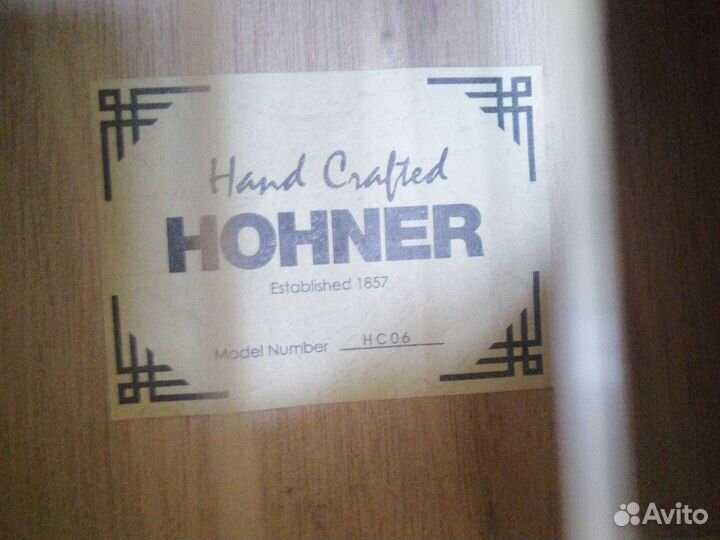 Hand Crafted
HOHNER
Established 1857
Model Number HC06
Avito